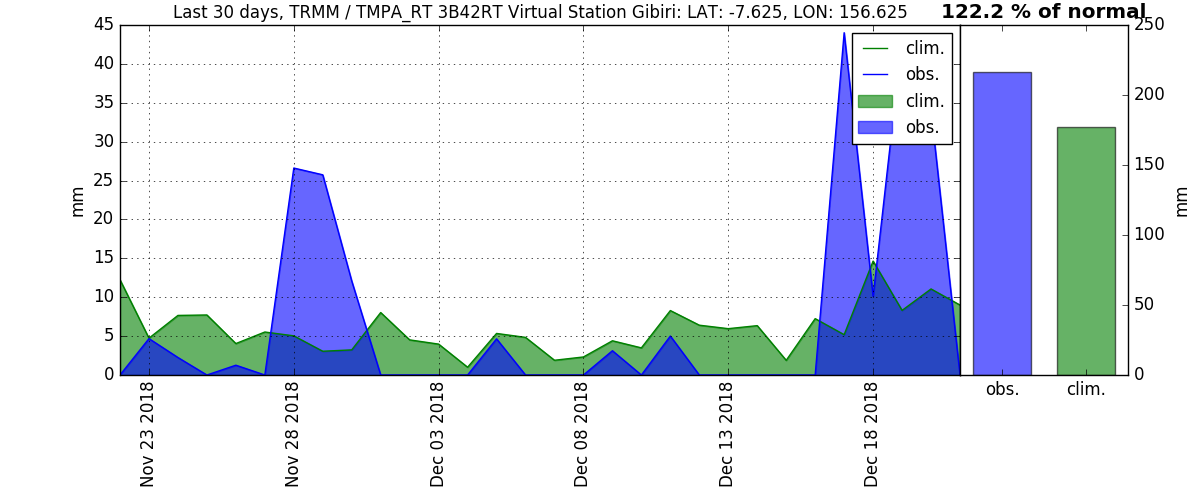 Last 30 days, TRMM / TMPA_RT 3B42RT Virtual Station Gibiri: LAT: -7.625, LON: 156.625
122.2 % of normal
45
40
35
30
25
20
15
10
5
0
mm
clim.
obs.
clim.
obs.
Nov 23 2018
Nov 28 2018
Dec 03 2018
Dec 08 2018
Dec 13 2018
Dec 18 2018
250
200
150
100
50
0
mm
obs.
clim.